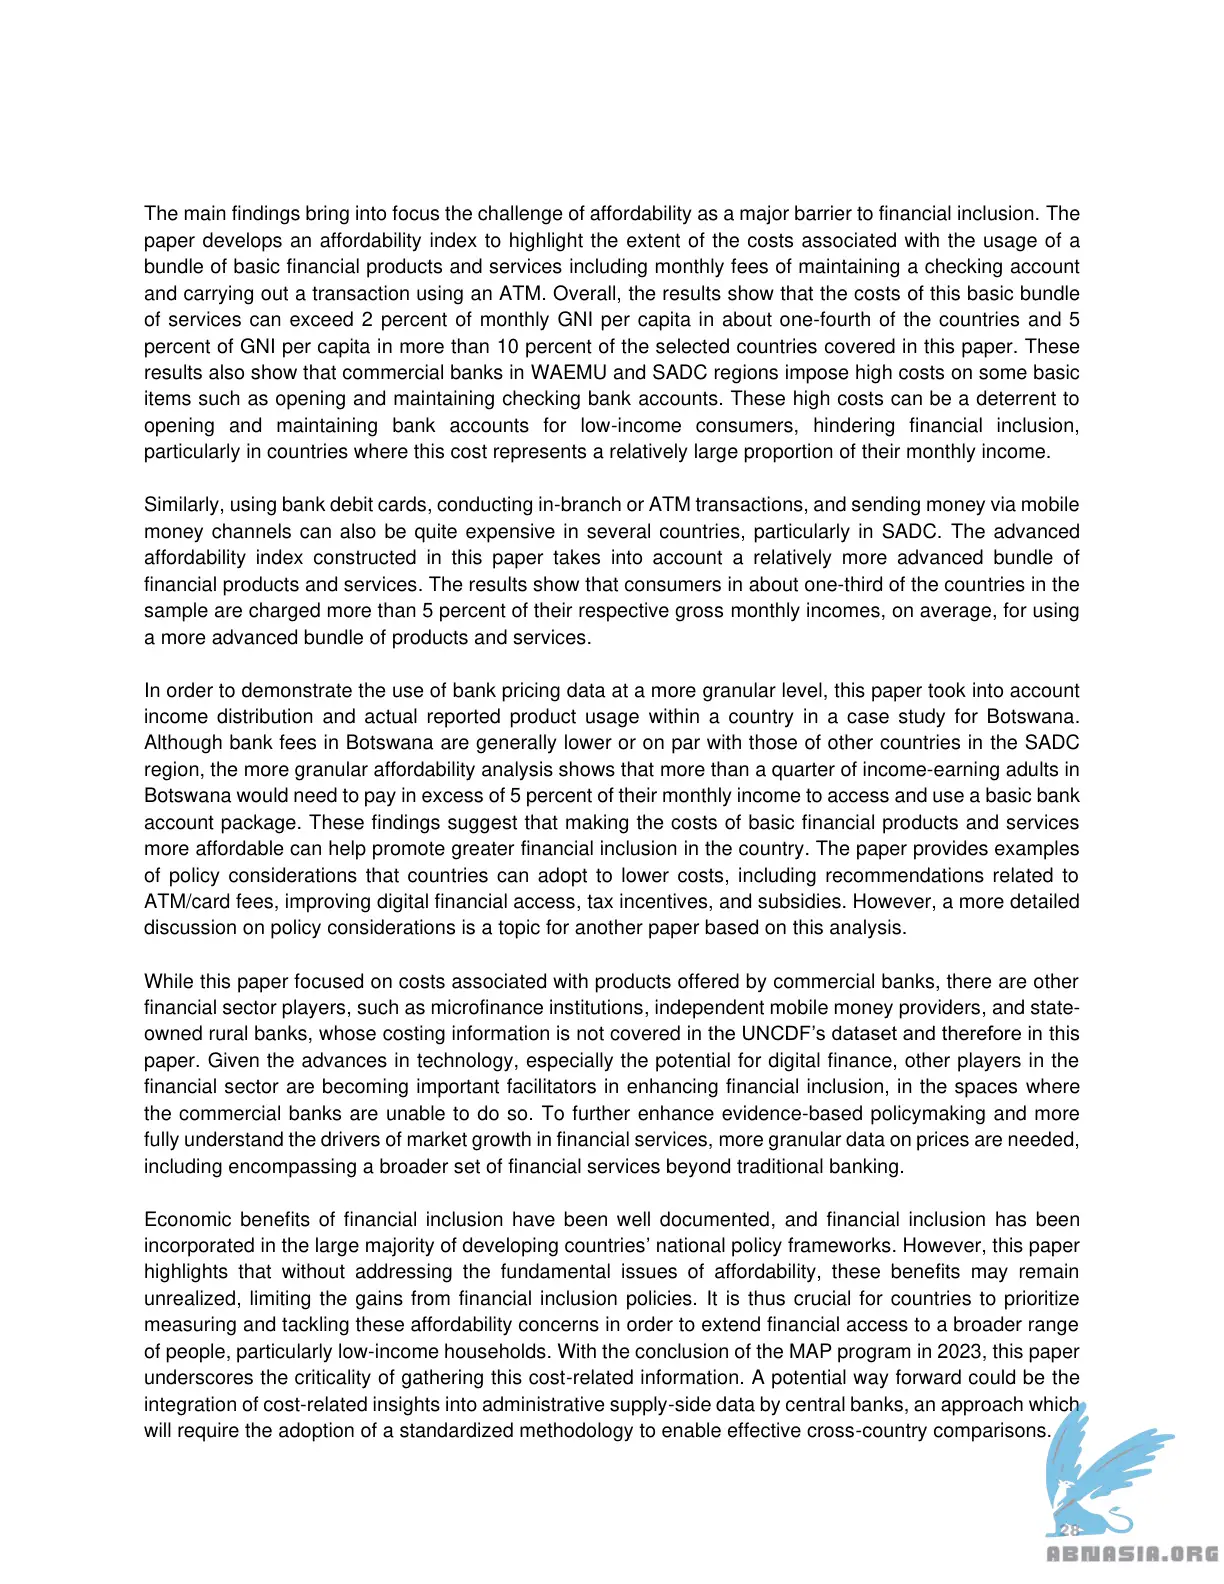 The main findings bring into focus the challenge of affordability as a major barrier to financial inclusion. The
paper develops an affordability index to highlight the extent of the costs associated with the usage of a
bundle of basic financial products and services including monthly fees of maintaining a checking account
and carrying out a transaction using an ATM. Overall, the results show that the costs of this basic bundle
of services can exceed 2 percent of monthly GNI per capita in about one-fourth of the countries and 5
percent of GNI per capita in more than 10 percent of the selected countries covered in this paper. These
results also show that commercial banks in WAEMU and SADC regions impose high costs on some basic
items such as opening and maintaining checking bank accounts. These high costs can be a deterrent to
opening and maintaining bank accounts for low-income consumers, hindering financial inclusion,
particularly in countries where this cost represents a relatively large proportion of their monthly income.
Similarly, using bank debit cards, conducting in-branch or ATM transactions, and sending money via mobile
money channels can also be quite expensive in several countries, particularly in SADC. The advanced
affordability index constructed in this paper takes into account a relatively more advanced bundle of
financial products and services. The results show that consumers in about one-third of the countries in the
sample are charged more than 5 percent of their respective gross monthly incomes, on average, for using
a more advanced bundle of products and services.
In order to demonstrate the use of bank pricing data at a more granular level, this paper took into account
income distribution and actual reported product usage within a country in a case study for Botswana.
Although bank fees in Botswana are generally lower or on par with those of other countries in the SADC
region, the more granular affordability analysis shows that more than a quarter of income-earning adults in
Botswana would need to pay in excess of 5 percent of their monthly income to access and use a basic bank
account package. These findings suggest that making the costs of basic financial products and services
more affordable can help promote greater financial inclusion in the country. The paper provides examples
of policy considerations that countries can adopt to lower costs, including recommendations related to
ATM/card fees, improving digital financial access, tax incentives, and subsidies. However, a more detailed
discussion on policy considerations is a topic for another paper based on this analysis.
While this paper focused on costs associated with products offered by commercial banks, there are other
financial sector players, such as microfinance institutions, independent mobile money providers, and state-
owned rural banks, whose costing information is not covered in the UNCDF’s dataset and therefore in this
paper. Given the advances in technology, especially the potential for digital finance, other players in the
financial sector are becoming important facilitators in enhancing financial inclusion, in the spaces where
the commercial banks are unable to do so. To further enhance evidence-based policymaking and more
fully understand the drivers of market growth in financial services, more granular data on prices are needed,
including encompassing a broader set of financial services beyond traditional banking.
Economic benefits of financial inclusion have been well documented, and financial inclusion has been
incorporated in the large majority of developing countries’ national policy frameworks. However, this paper
highlights that without addressing the fundamental issues of affordability, these benefits may remain
unrealized, limiting the gains from financial inclusion policies. It is thus crucial for countries to prioritize
measuring and tackling these affordability concerns in order to extend financial access to a broader range
of people, particularly low-income households. With the conclusion of the MAP program in 2023, this paper
underscores the criticality of gathering this cost-related information. A potential way forward could be the
integration of cost-related insights into administrative supply-side data by central banks, an approach which
will require the adoption of a standardized methodology to enable effective cross-country comparisons.
28
ABNASIA.ORG